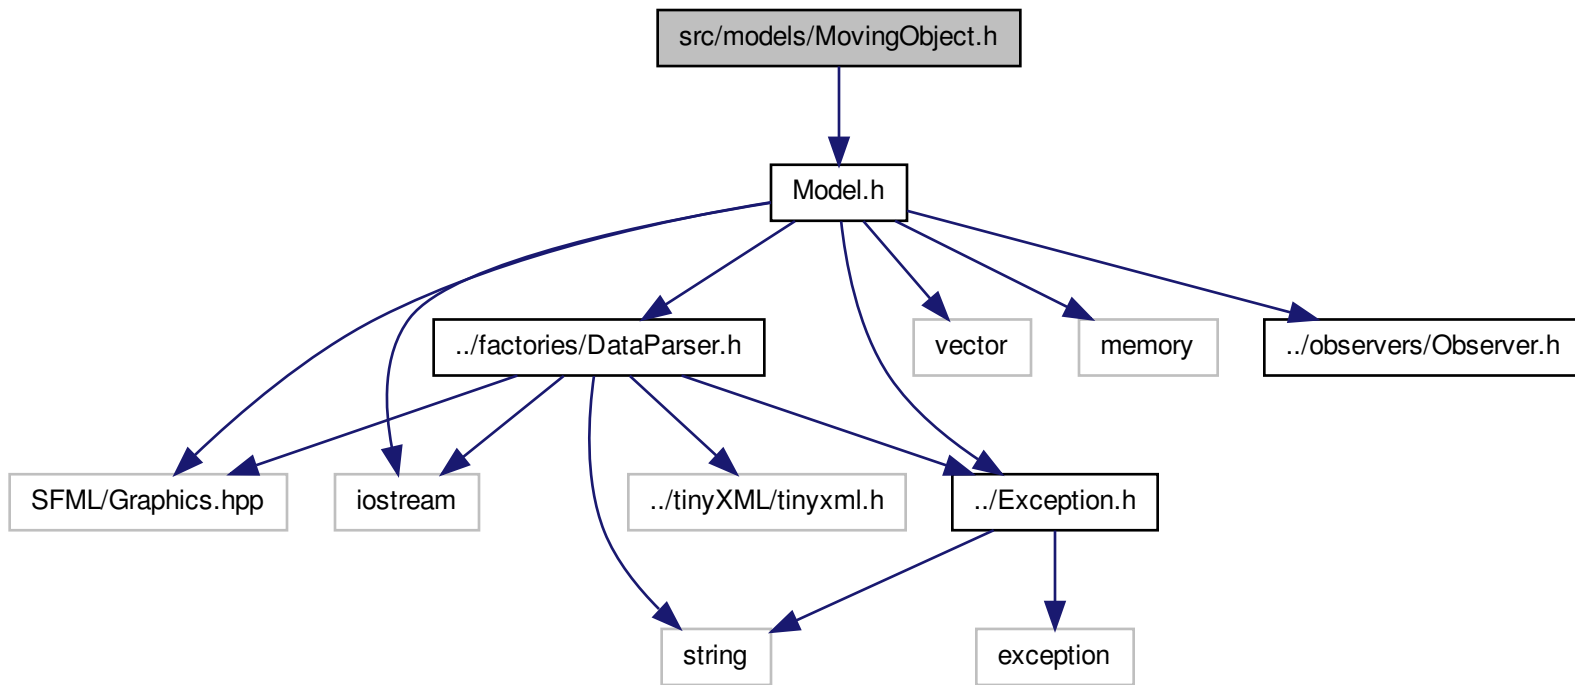 src/models/MovingObject.h
Model.h
../factories/DataParser.h
vector
memory
../observers/Observer.h
SFML/Graphics.hpp
iostream
../tinyXML/tinyxml.h
../Exception.h
string
exception